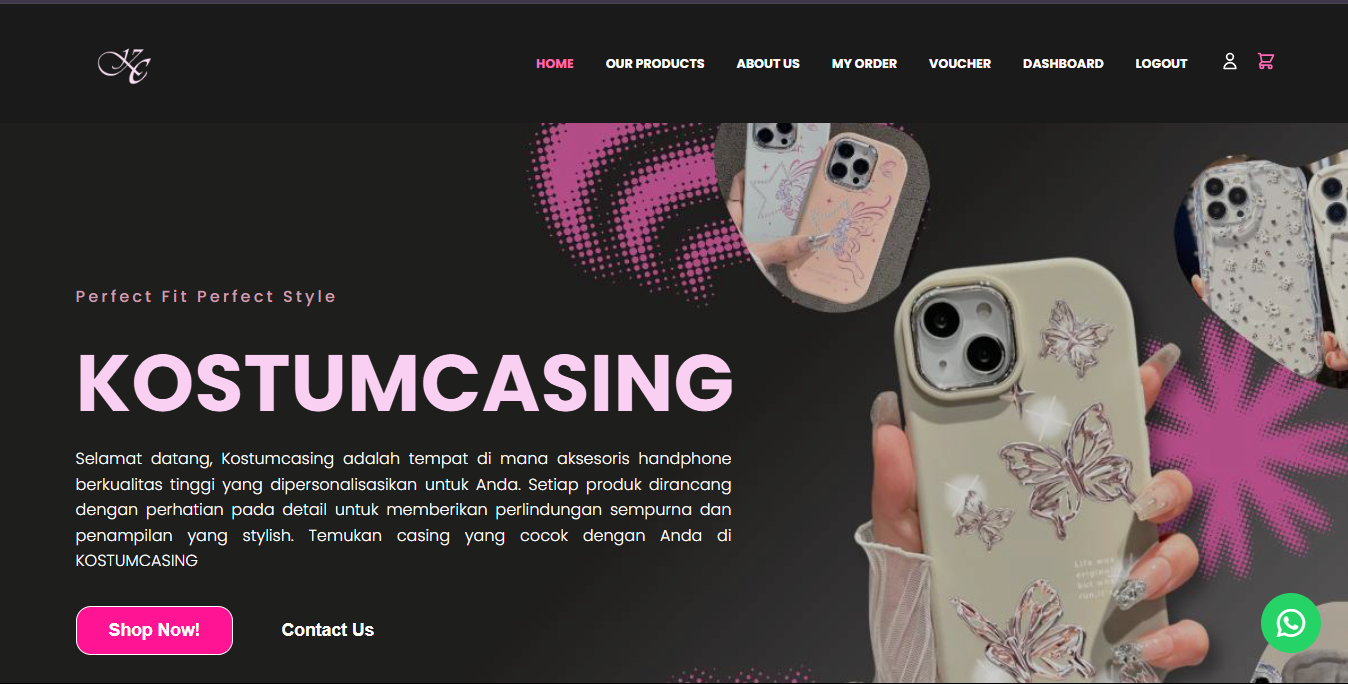 KC
HOME OUR PRODUCTS ABOUT US MY ORDER VOUCHER DASHBOARD LOGOUT
Perfect Fit Perfect Style
KOSTUMCASING
Selamat datang, Kostumcasing adalah tempat di mana aksesoris handphone
berkualitas tinggi yang dipersonalisasikan untuk Anda. Setiap produk dirancang
dengan perhatian pada detail untuk memberikan perlindungan sempurna dan
penampilan yang stylish. Temukan casing yang cocok dengan Anda di
KOSTUMCASING
Life was
but
Shop Now! Contact Us